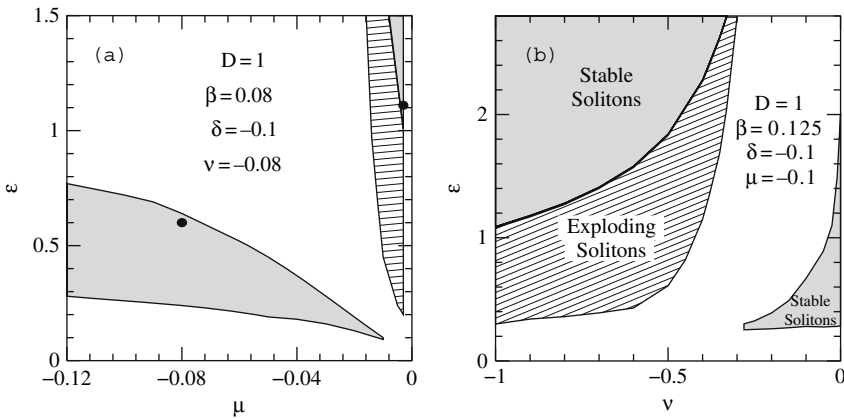 (a)
D = 1
β = 0.08
δ = –0.1
ν = –0.08
ε
1.5
1
0.5
0
–0.12
–0.08
–0.04
0
μ
(b)
Stable
Solitons
D = 1
β = 0.125
δ = –0.1
μ = –0.1
Exploding
Solitons
Stable
Solitons
ε
2
1
0
–1
–0.5
0
ν